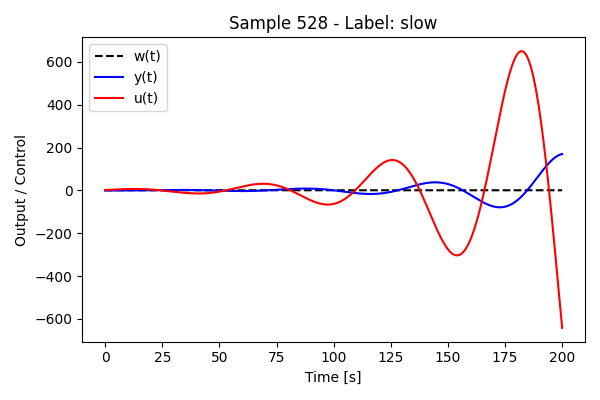 Sample 528 - Label: slow
w(t)
y(t)
u(t)
Output / Control
600
400
200
0
−200
−400
−600
0 25 50 75 100 125 150 175 200
Time [s]